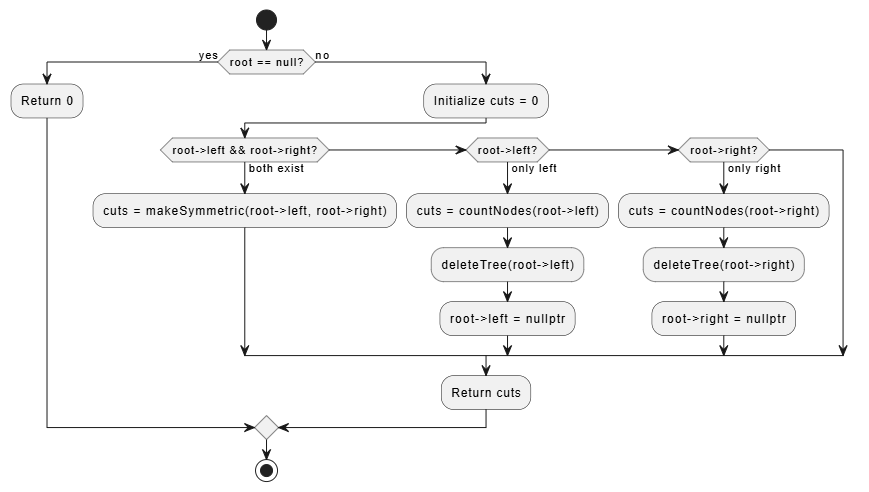 yes
root == null?
no
Return 0
Initialize cuts = 0
root->left && root->right?
root->left?
root->right?
both exist
only left
only right
cuts = makeSymmetric(root->left, root->right)
cuts = countNodes(root->left)
cuts = countNodes(root->right)
deleteTree(root->left)
deleteTree(root->right)
root->left = nullptr
root->right = nullptr
Return cuts